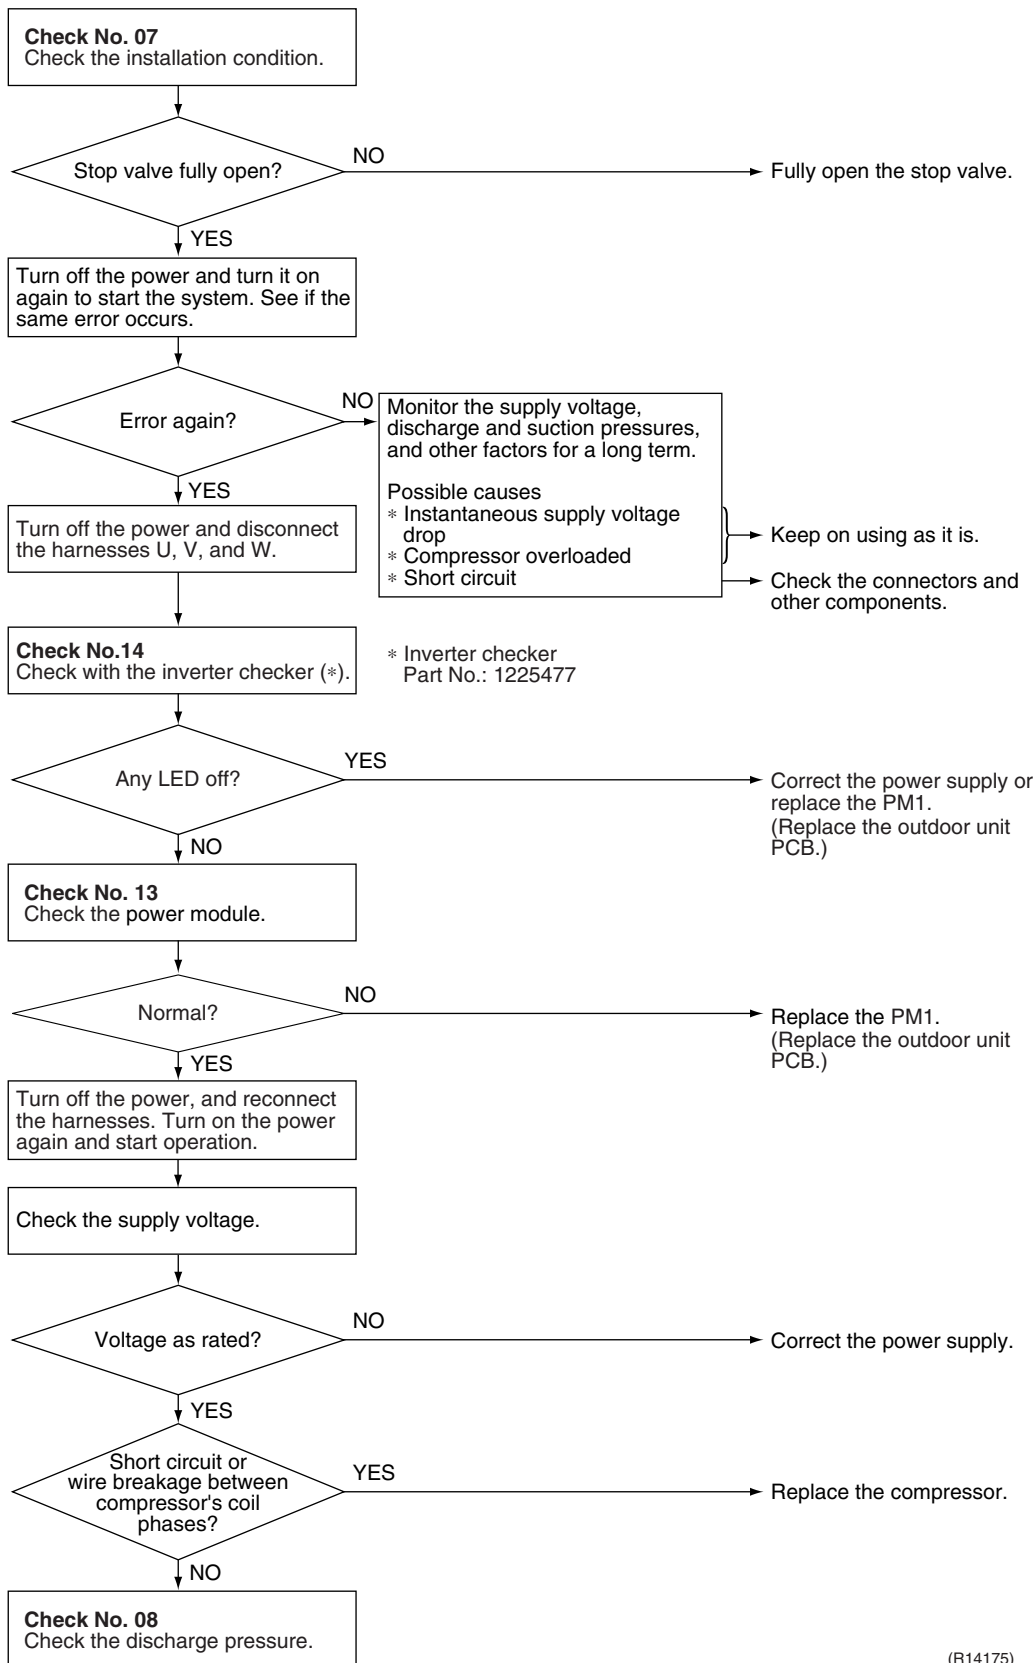 Check No. 07
Check the installation condition.
Stop valve fully open?
NO
Fully open the stop valve.
YES
Turn off the power and turn it on
again to start the system. See if the
same error occurs.
Error again?
NO
Monitor the supply voltage,
discharge and suction pressures,
and other factors for a long term.
Possible causes
* Instantaneous supply voltage
drop
* Compressor overloaded
* Short circuit
Keep on using as it is.
Check the connectors and
other components.
YES
Turn off the power and disconnect
the harnesses U, V, and W.
Check No.14
Check with the inverter checker (*).
* Inverter checker
Part No.: 1225477
Any LED off?
YES
Correct the power supply or
replace the PM1.
(Replace the outdoor unit
PCB.)
NO
Check No. 13
Check the power module.
Normal?
NO
Replace the PM1.
(Replace the outdoor unit
PCB.)
YES
Turn off the power, and reconnect
the harnesses. Turn on the power
again and start operation.
Check the supply voltage.
Voltage as rated?
NO
Correct the power supply.
YES
Short circuit or
wire breakage between
compressor's coil
phases?
YES
Replace the compressor.
NO
Check No. 08
Check the discharge pressure.
(R14175)